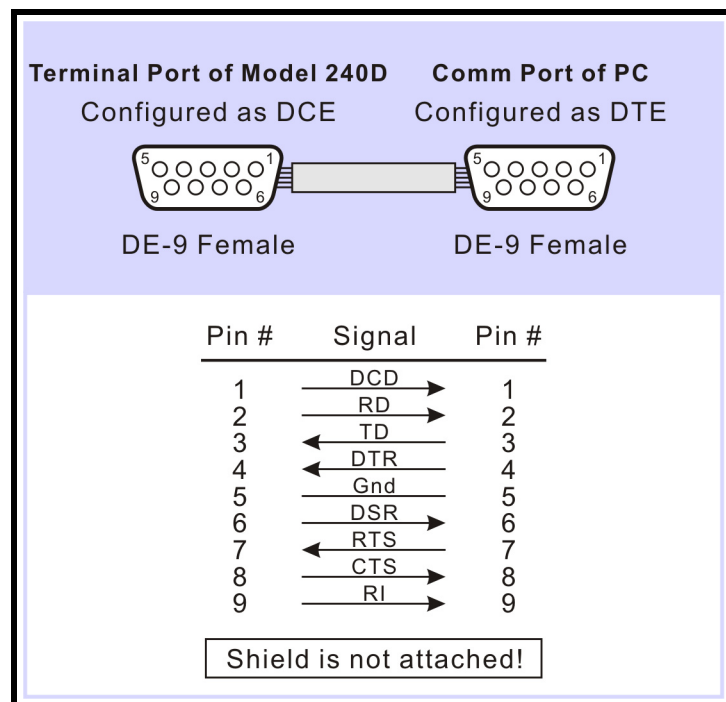 Terminal Port of Model 240D Comm Port of PC
Configured as DCE Configured as DTE
5 1 5 1
9 6 9 6
DE-9 Female DE-9 Female
Pin # Signal Pin #
1 DCD 1
2 RD 2
3 TD 3
4 DTR 4
5 Gnd 5
6 DSR 6
7 RTS 7
8 CTS 8
9 RI 9
Shield is not attached!